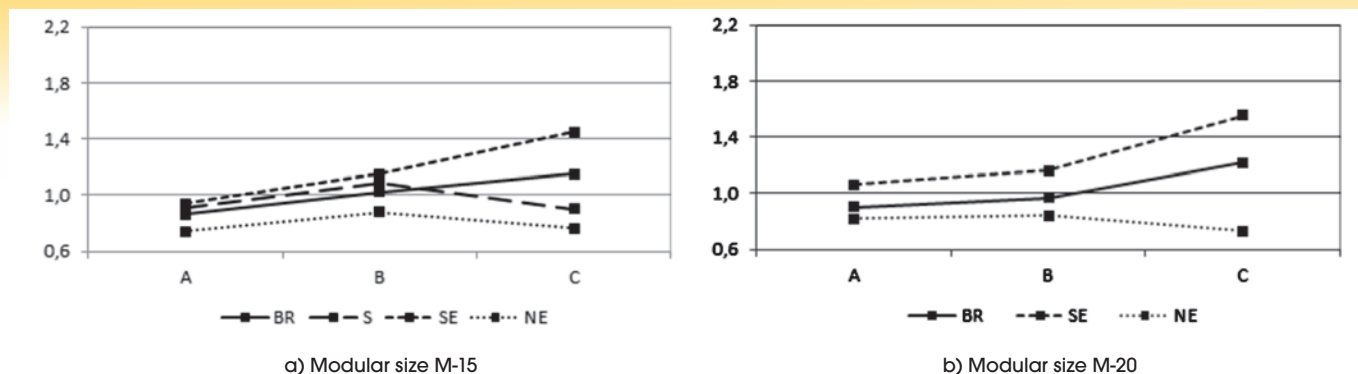 2,2
1,8
1,4
1,0
0,6
A B C
BR S SE NE
a) Modular size M-15
2,2
1,8
1,4
1,0
0,6
A B C
BR SE NE
b) Modular size M-20